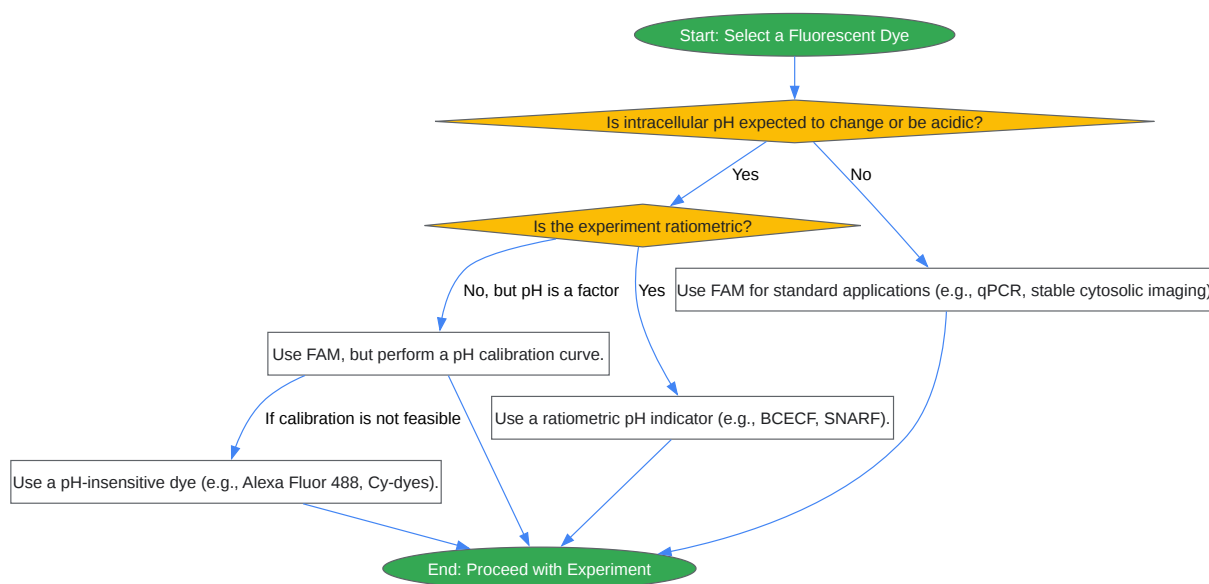 Start: Select a Fluorescent Dye
Is intracellular pH expected to change or be acidic?
Yes
No
Is the experiment ratiometric?
No, but pH is a factor
Yes
Use FAM for standard applications (e.g., qPCR, stable cytosolic imaging)
Use FAM, but perform a pH calibration curve.
If calibration is not feasible
Use a ratiometric pH indicator (e.g., BCECF, SNARF).
Use a pH-insensitive dye (e.g., Alexa Fluor 488, Cy-dyes).
End: Proceed with Experiment